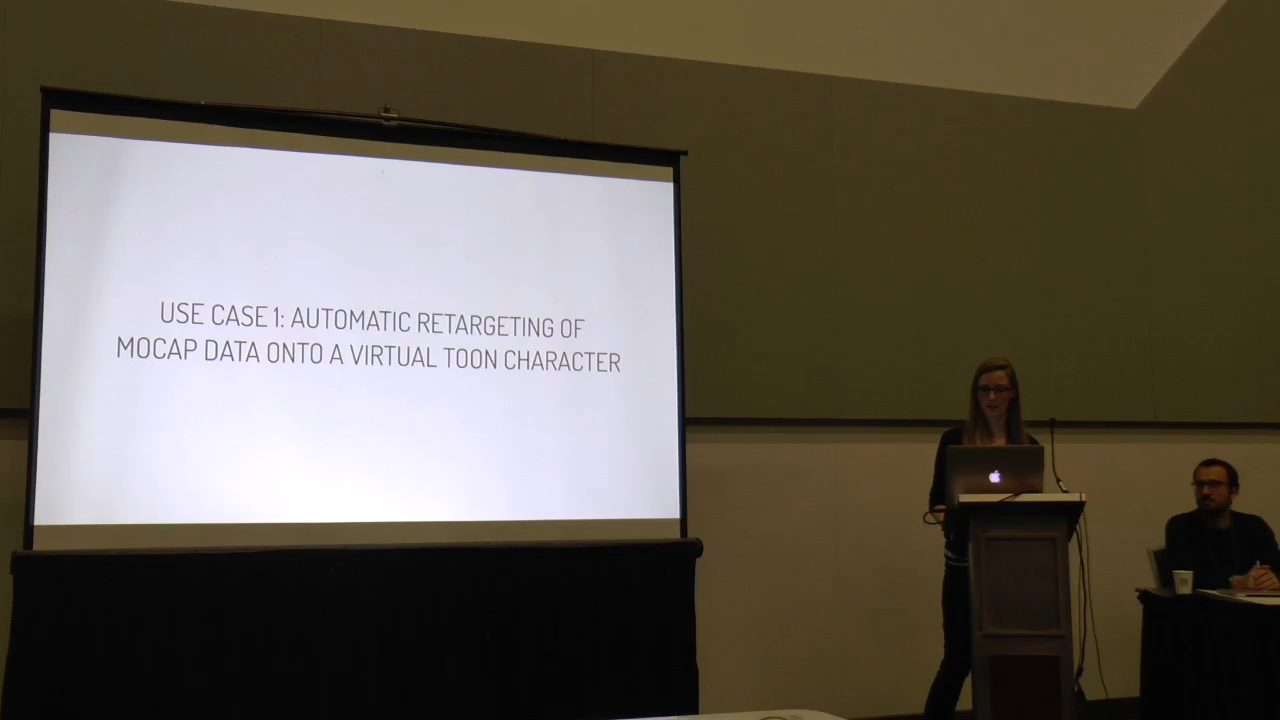 USE CASE 1: AUTOMATIC RETARGETING OF
MOCAP DATA ONTO A VIRTUAL TOON CHARACTER